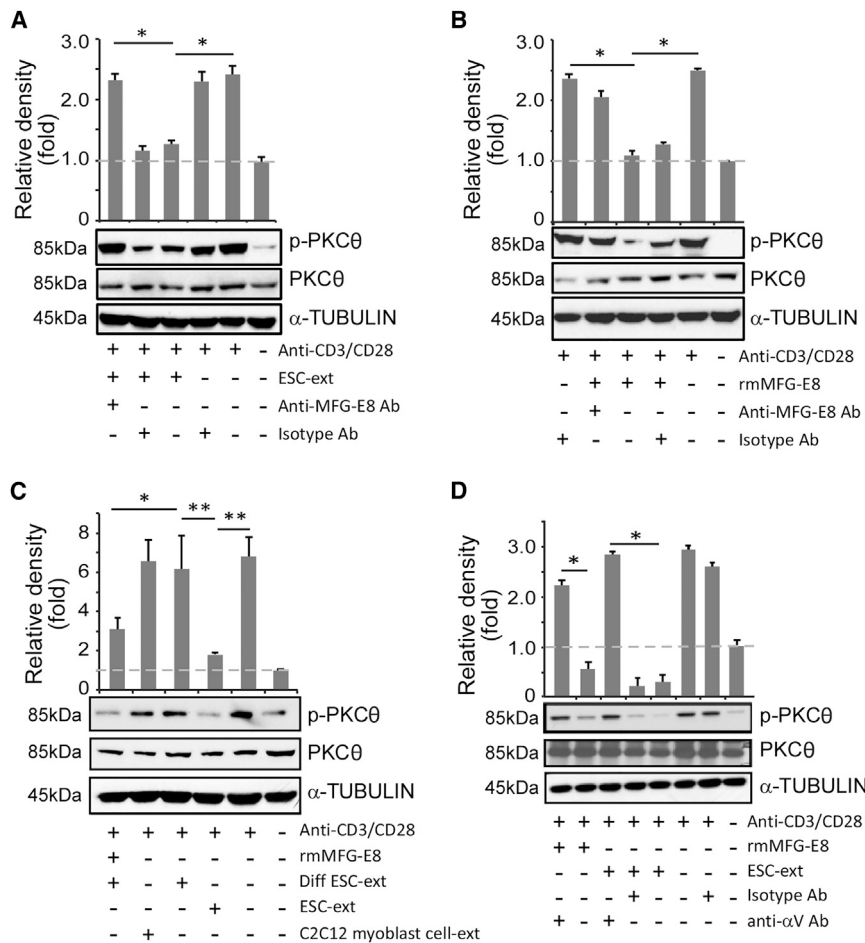 A
*
*
3.0
2.0
1.0
0
Relative density
(fold)
85kDa
p-PKCθ
85kDa
PKCθ
45kDa
α-TUBULIN
+ + + + + - Anti-CD3/CD28
+ + + - - - ESC-ext
+ - - - - - Anti-MFG-E8 Ab
- + - + - - Isotype Ab
B
*
*
3.0
2.0
1.0
0
Relative density
(fold)
85kDa
p-PKCθ
85kDa
PKCθ
45kDa
α-TUBULIN
+ + + + + - Anti-CD3/CD28
- + + + - - rmMFG-E8
- + - - - - Anti-MFG-E8 Ab
+ - - + - - Isotype Ab
C
*
**
**
8
6
4
2
0
Relative density
(fold)
85kDa
p-PKCθ
85kDa
PKCθ
45kDa
α-TUBULIN
+ + + + + - Anti-CD3/CD28
+ - - - - - rmMFG-E8
+ - + - - - Diff ESC-ext
- - - + - - ESC-ext
- + - - - - C2C12 myoblast cell-ext
D
*
*
3.0
2.0
1.0
0
Relative density
(fold)
85kDa
p-PKCθ
85kDa
PKCθ
45kDa
α-TUBULIN
+ + + + + + + - Anti-CD3/CD28
+ + - - - - - - rmMFG-E8
- - + + + - - - ESC-ext
- - - + - - + - Isotype Ab
+ - + - - - - - anti-αV Ab